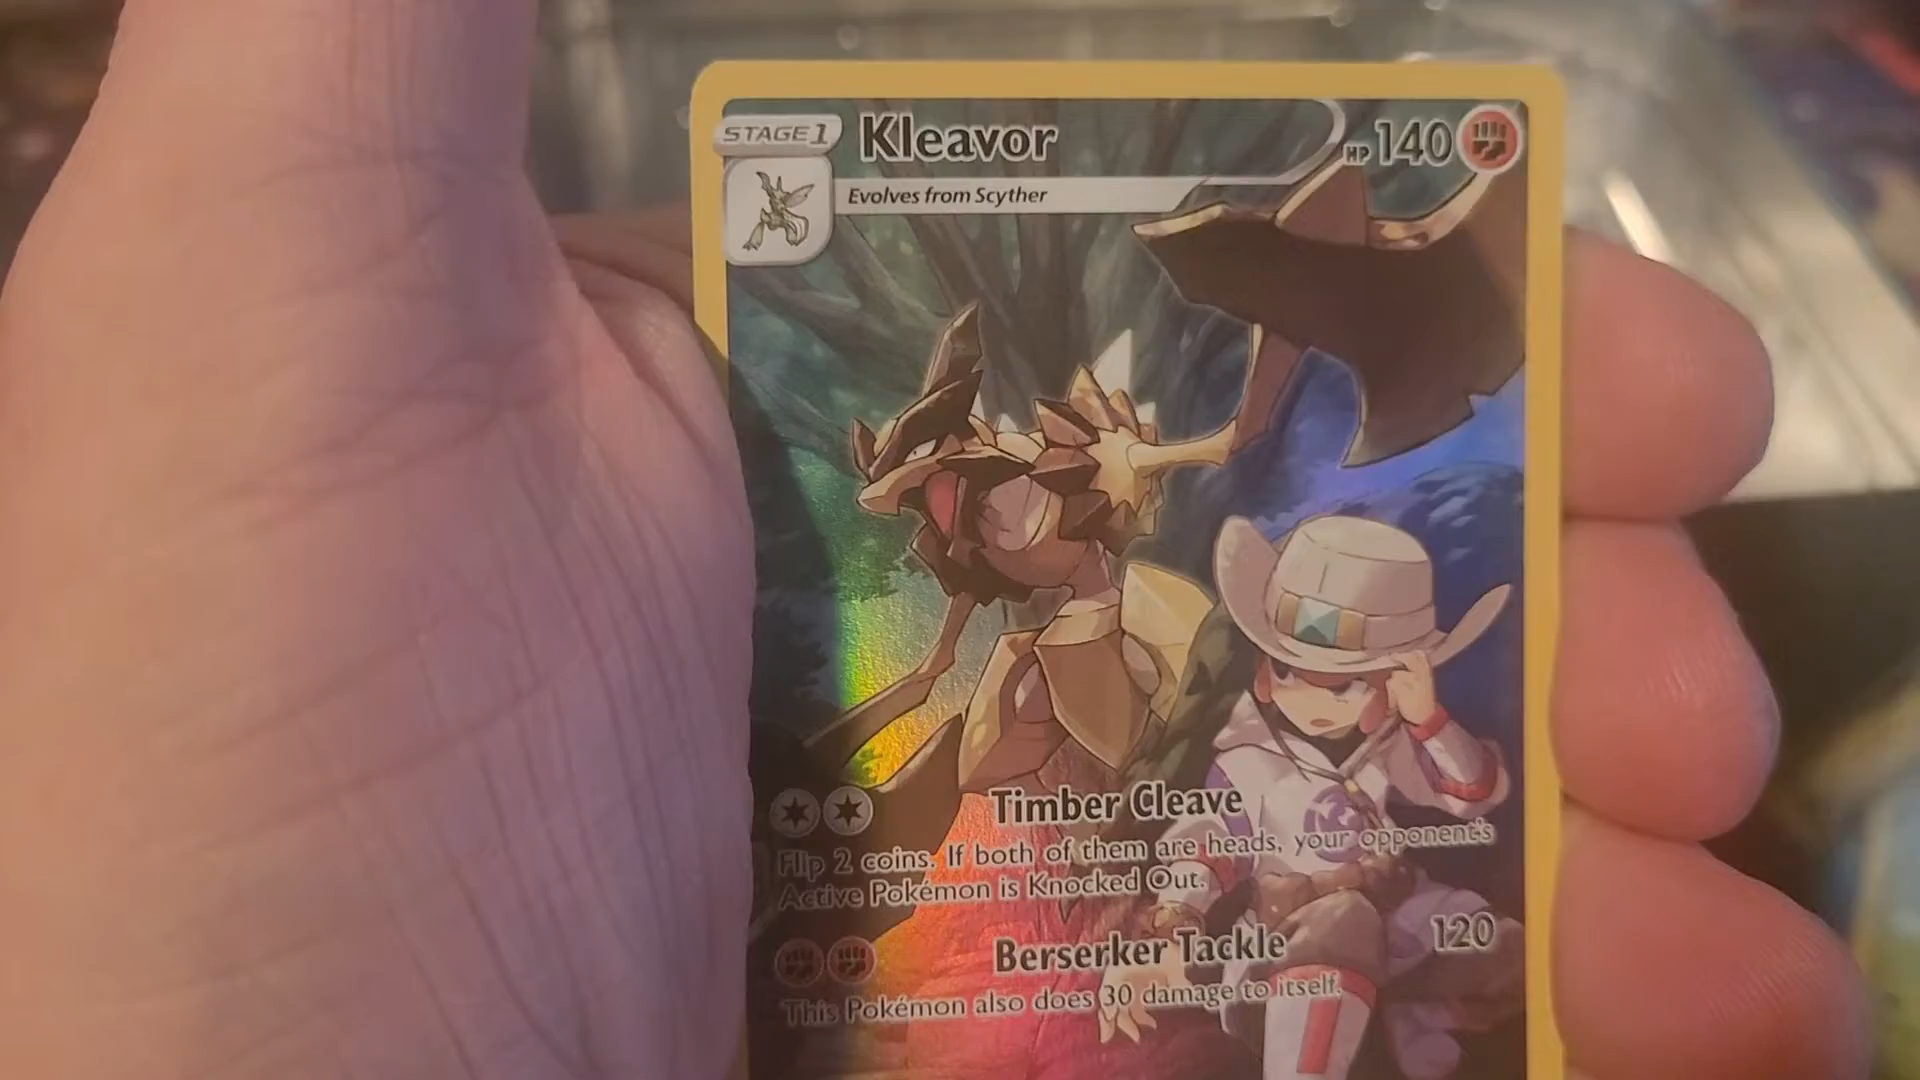 STAGE 1
Kleavor
HP 140
Evolves from Scyther
Timber Cleave
Flip 2 coins. If both of them are heads, your opponent's
Active Pokémon is Knocked Out.
Berserker Tackle 120
This Pokémon also does 30 damage to itself.